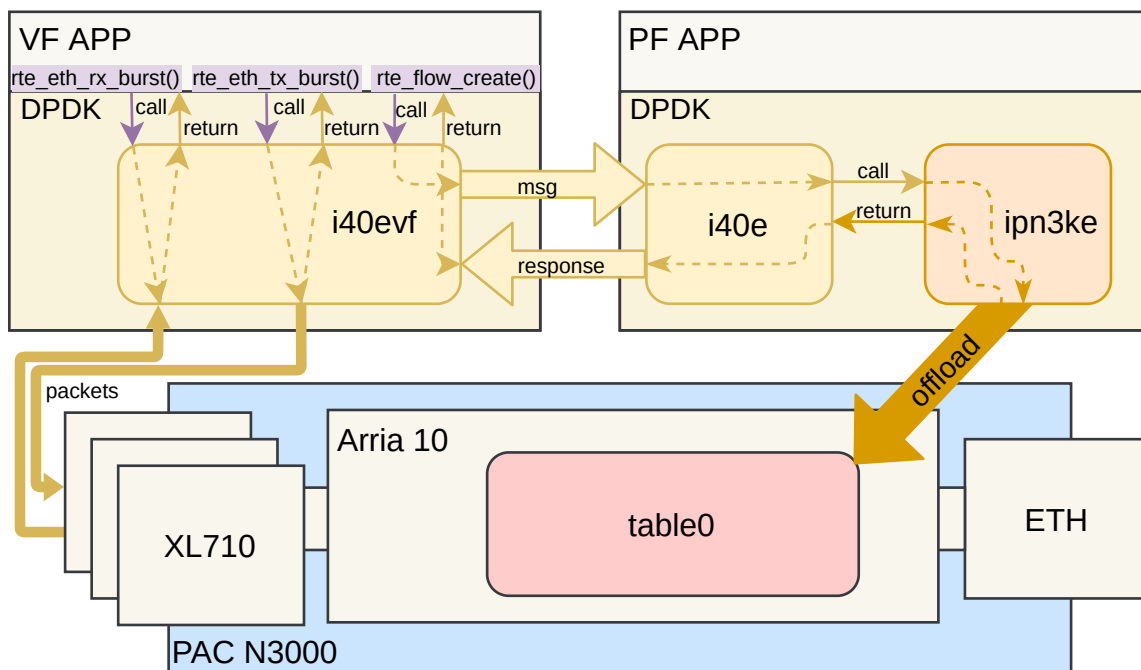 VF APP
rte_eth_rx_burst()
rte_eth_tx_burst()
rte_flow_create()
DPDK
call
return
call
return
call
return
i40evf
msg
response
PF APP
DPDK
i40e
call
return
ipn3ke
offload
packets
XL710
Arria 10
table0
ETH
PAC N3000